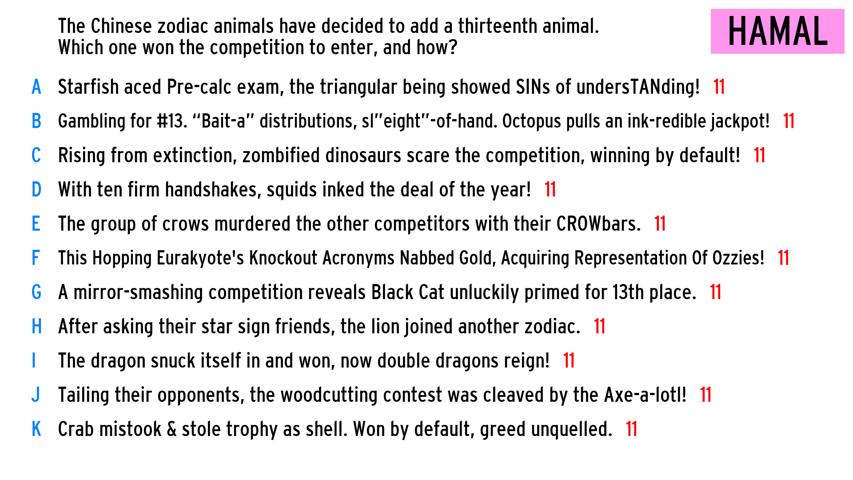 The Chinese zodiac animals have decided to add a thirteenth animal.
Which one won the competition to enter, and how?
HAMAL
A Starfish aced Pre-calc exam, the triangular being showed SINs of undersTANding! 11
B Gambling for #13. “Bait-a” distributions, sl”eight”-of-hand. Octopus pulls an ink-redible jackpot! 11
C Rising from extinction, zombified dinosaurs scare the competition, winning by default! 11
D With ten firm handshakes, squids inked the deal of the year! 11
E The group of crows murdered the other competitors with their CROWbars. 11
F This Hopping Eurakyote's Knockout Acronyms Nabbed Gold, Acquiring Representation Of Ozzies! 11
G A mirror-smashing competition reveals Black Cat unluckily primed for 13th place. 11
H After asking their star sign friends, the lion joined another zodiac. 11
I The dragon snuck itself in and won, now double dragons reign! 11
J Tailing their opponents, the woodcutting contest was cleaved by the Axe-a-lotl! 11
K Crab mistook & stole trophy as shell. Won by default, greed unquelled. 11